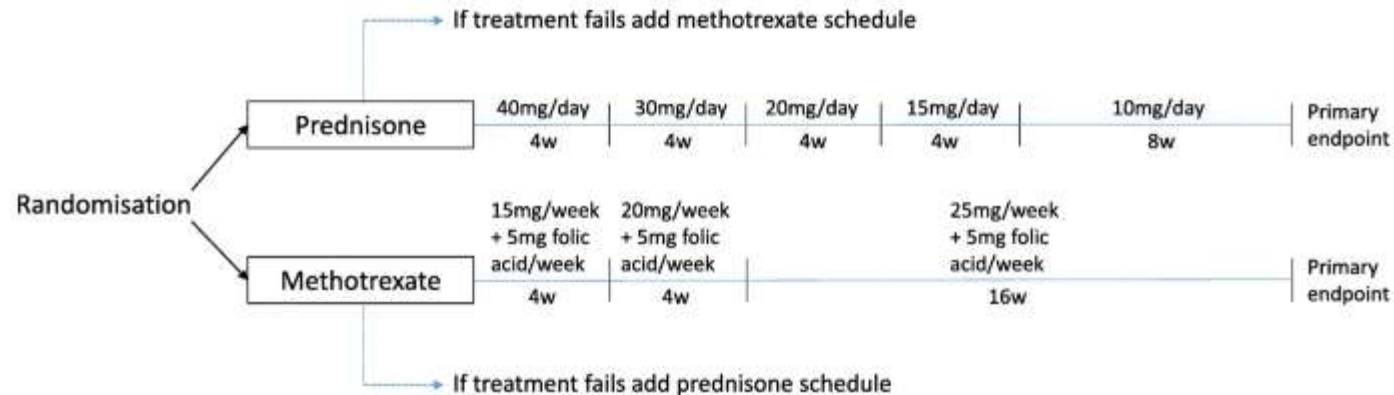 If treatment fails add methotrexate schedule
Prednisone
40mg/day
30mg/day
20mg/day
15mg/day
10mg/day
4w
4w
4w
4w
8w
Primary
endpoint
Randomisation
Methotrexate
15mg/week
+ 5mg folic
acid/week
20mg/week
+ 5mg folic
acid/week
25mg/week
+ 5mg folic
acid/week
4w
4w
16w
Primary
endpoint
If treatment fails add prednisone schedule